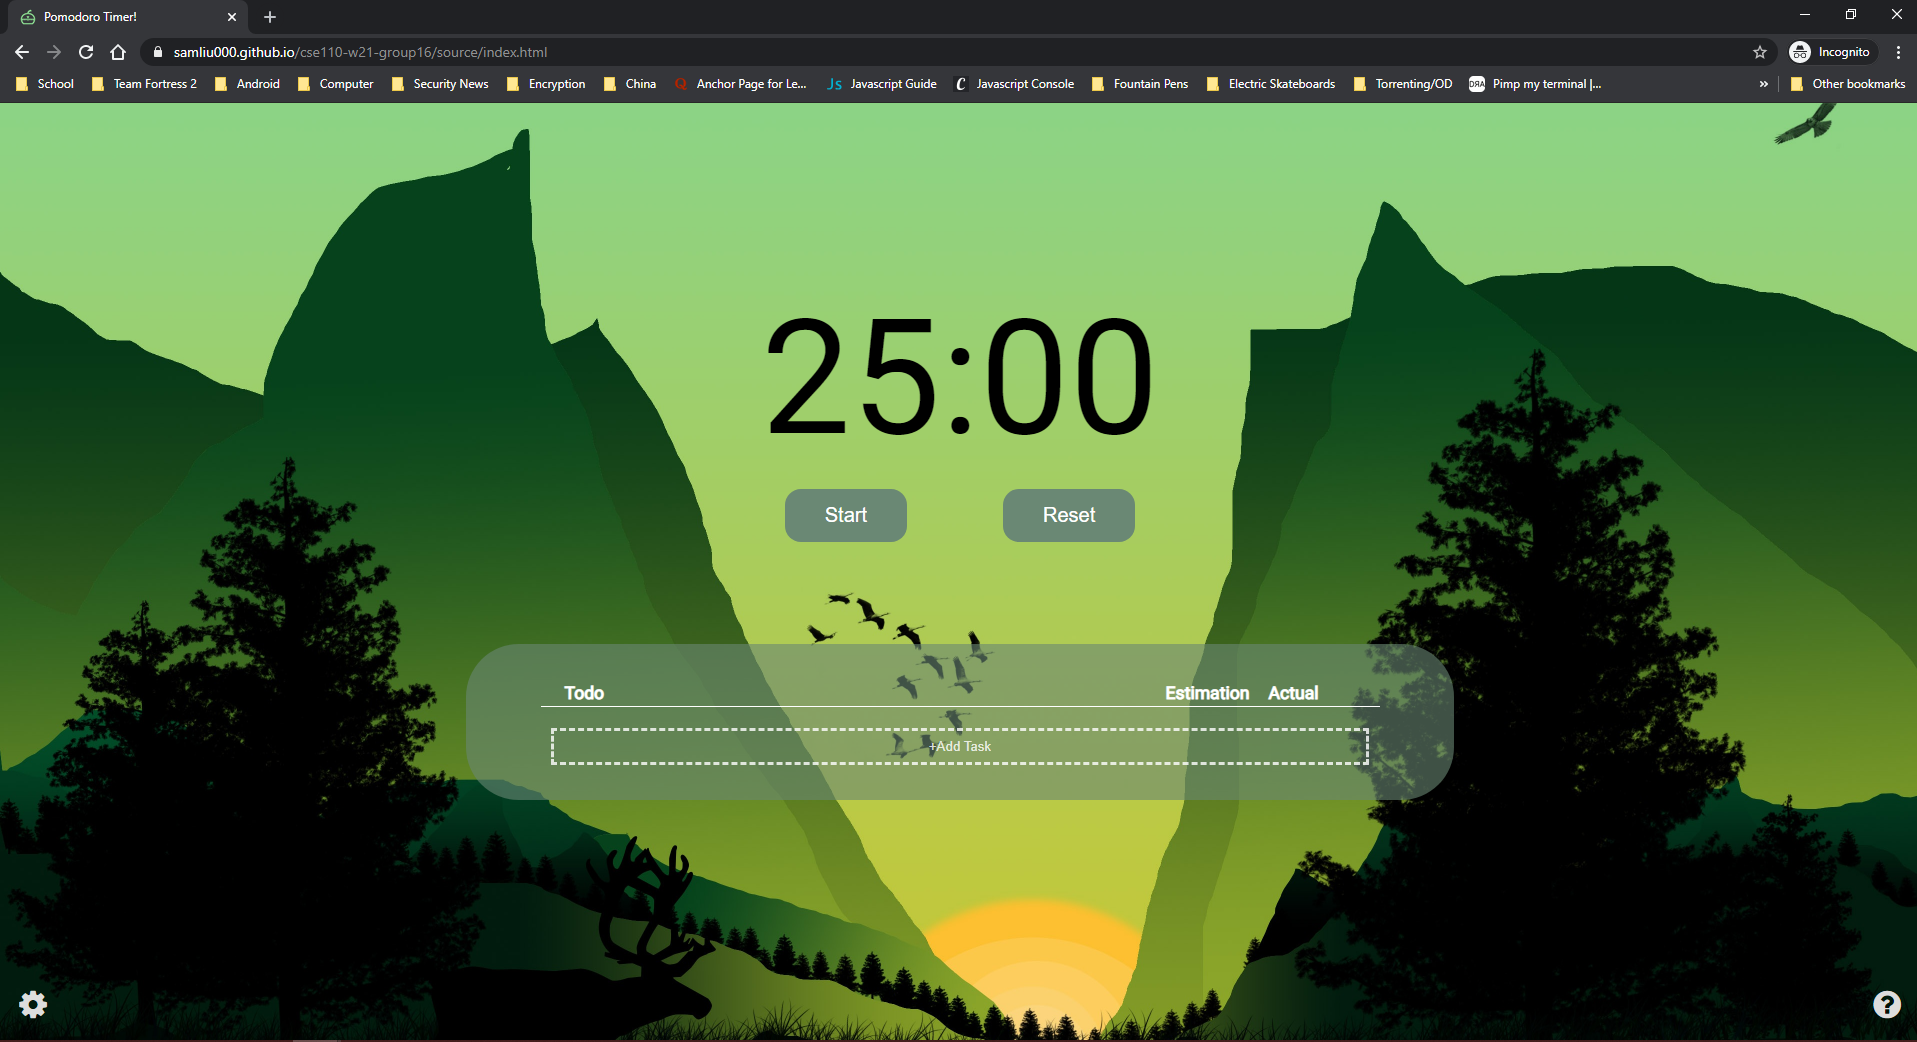 Pomodoro Timer!
samliu000.github.io/cse110-w21-group16/source/index.html
Incognito
School Team Fortress 2 Android Computer Security News Encryption China Q Anchor Page for Le... Js Javascript Guide C Javascript Console Fountain Pens Electric Skateboards Torrenting/OD DRA Pimp my terminal |... » Other bookmarks
25:00
Start Reset
Todo Estimation Actual
+Add Task
?